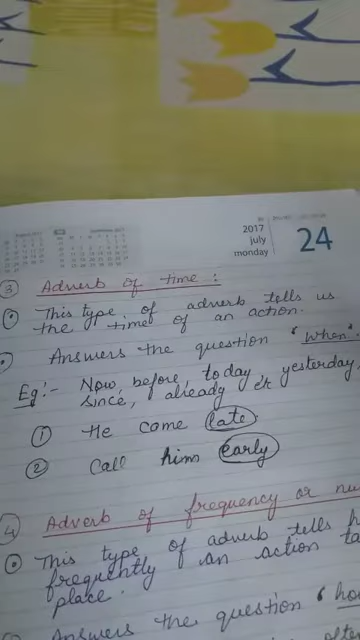 2017
july
monday
24
3 Adverb of time :
This type of adverb tells us
the time of an action.
Answers the question "when".
Eg:- Now, before, today, yesterday,
since, already etc
1 He come late.
2 Call him early
4 Adverb of frequency or
This type of adverb tells
frequently an action
place.
Answers the question